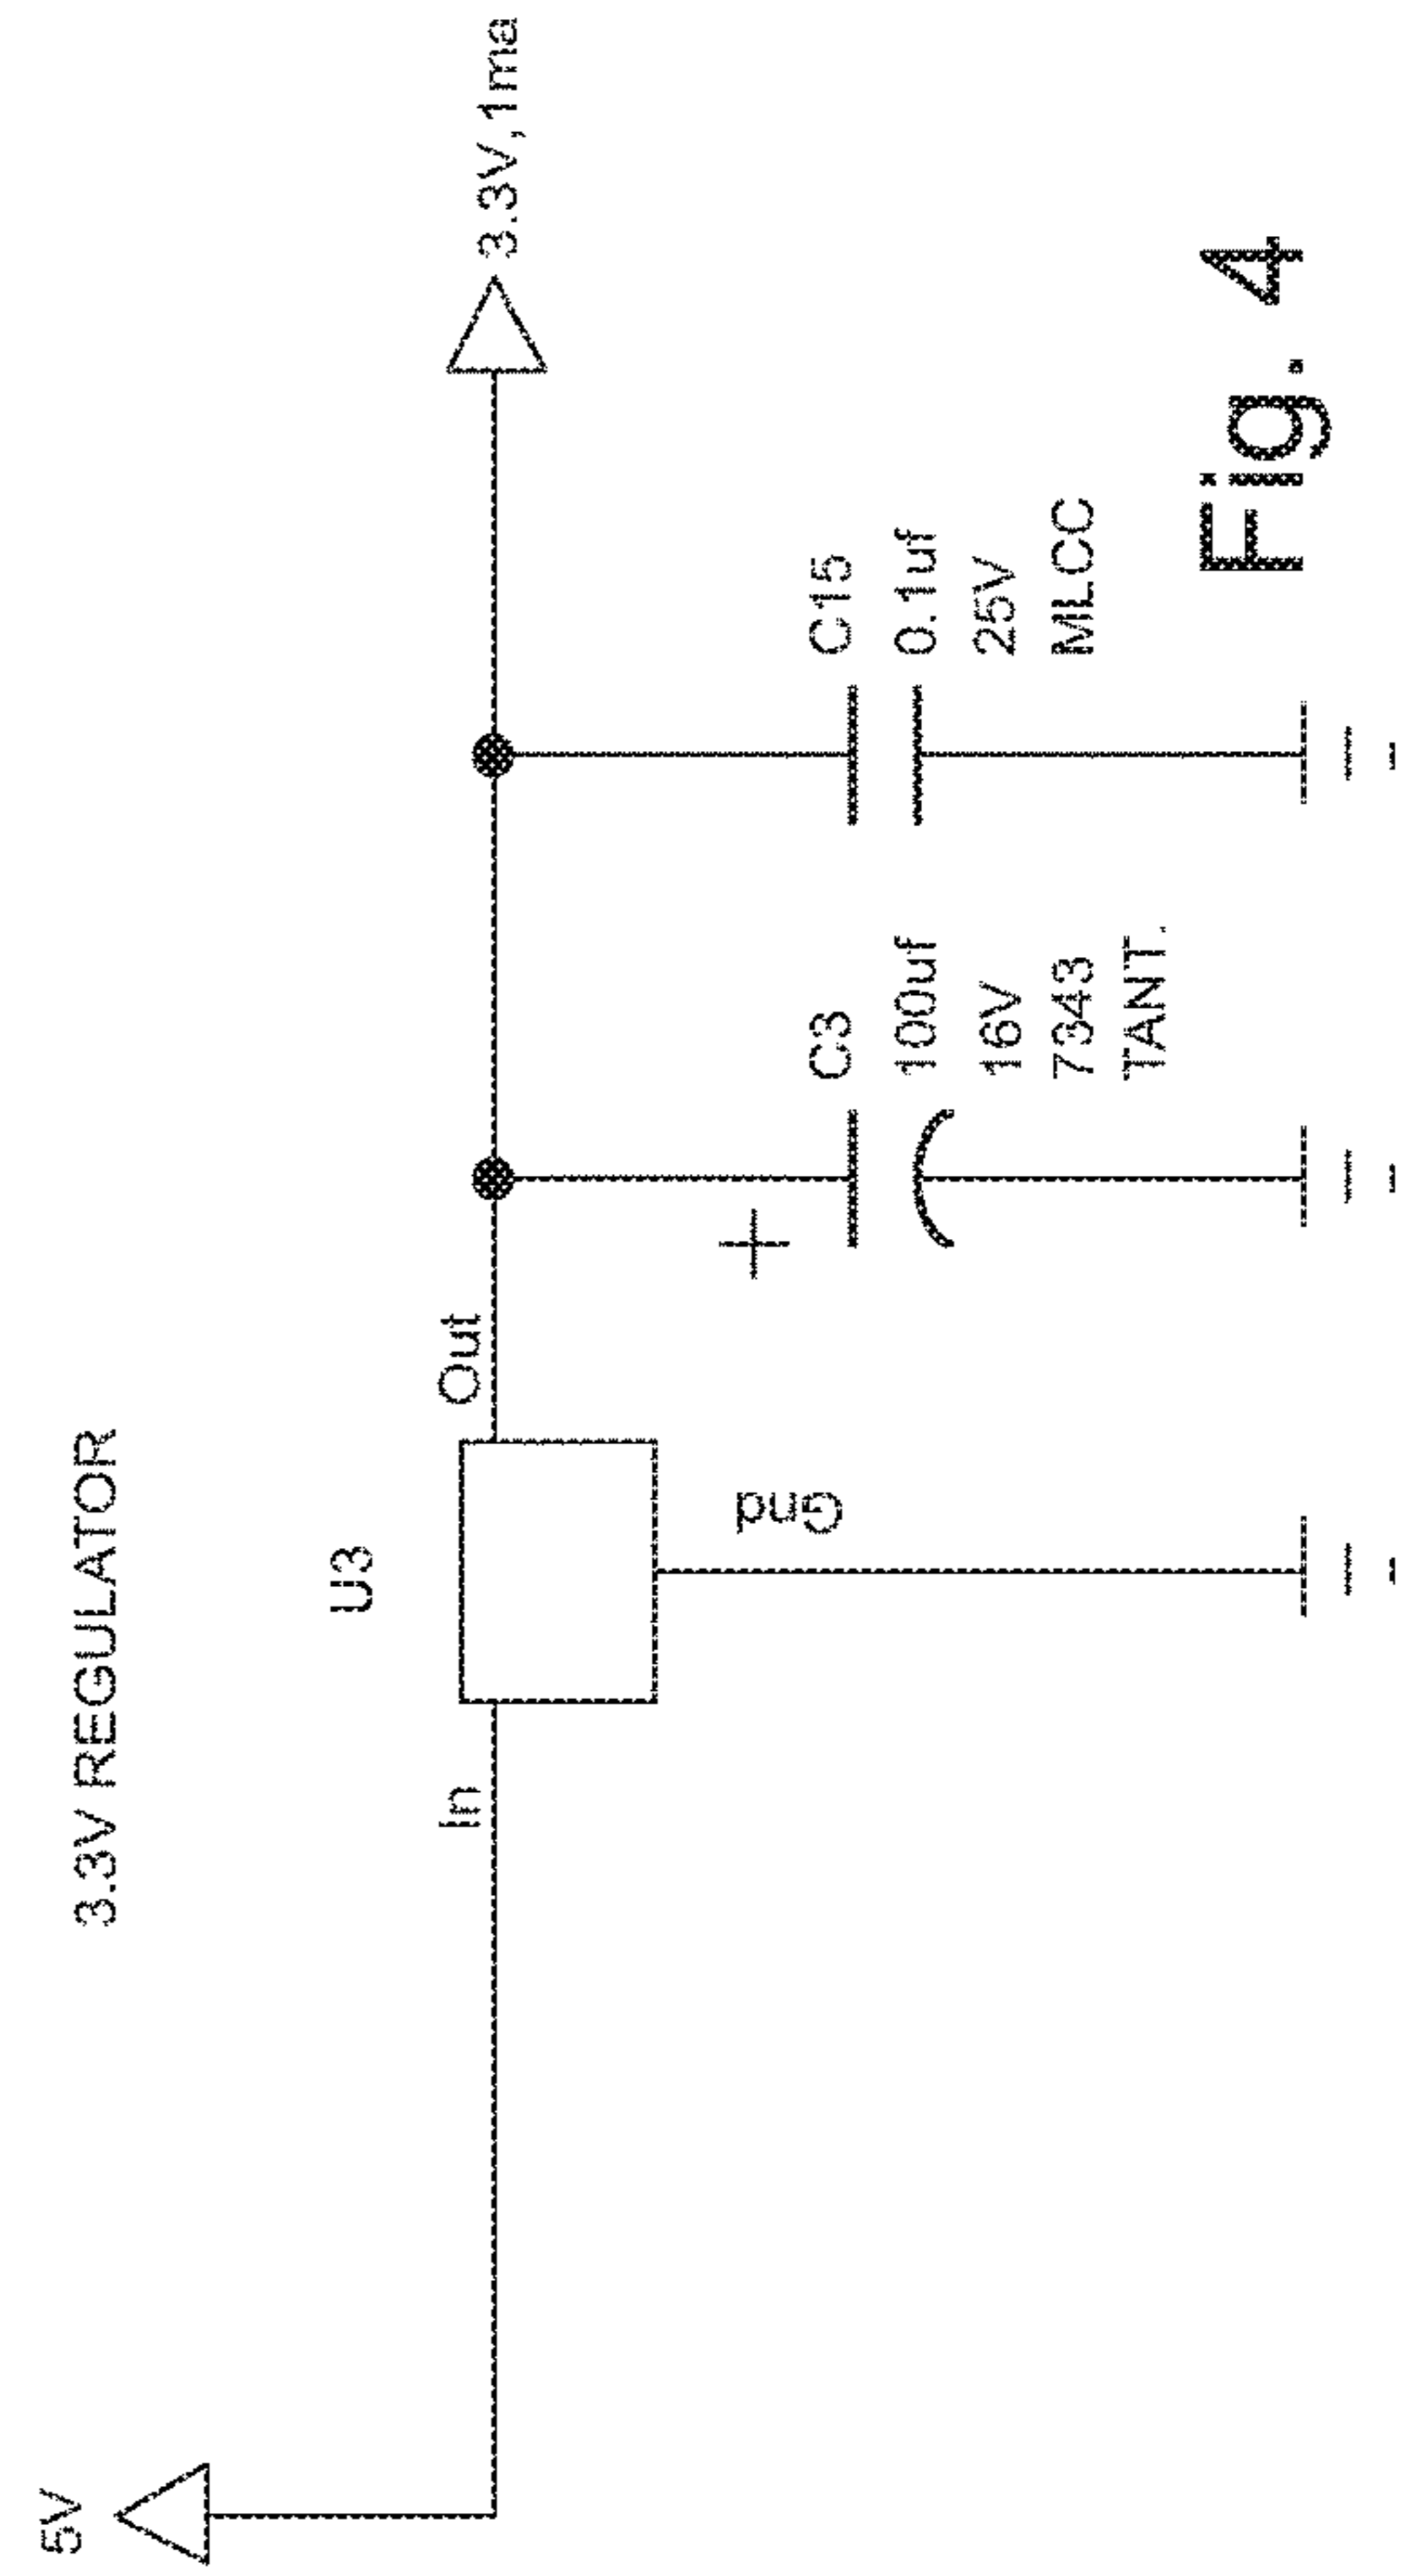 3.3V REGULATOR
5V
U3
In
Out
Gnd
3.3V,1ma
C3
100uf
16V
7343
TANT.
C15
0.1uf
25V
MLCC
Fig. 4